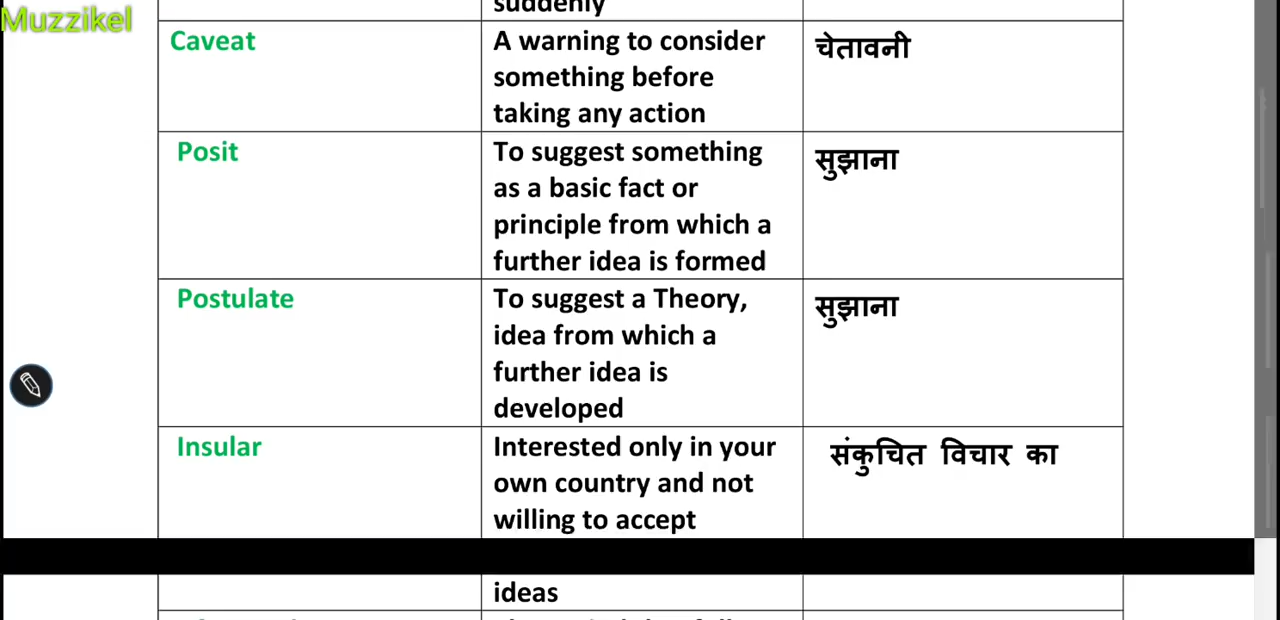 Muzzikel
suddenly
Caveat
A warning to consider
something before
taking any action
चेतावनी
Posit
To suggest something
as a basic fact or
principle from which a
further idea is formed
सुझाना
Postulate
To suggest a Theory,
idea from which a
further idea is
developed
सुझाना
Insular
Interested only in your
own country and not
willing to accept
संकुचित विचार का
ideas